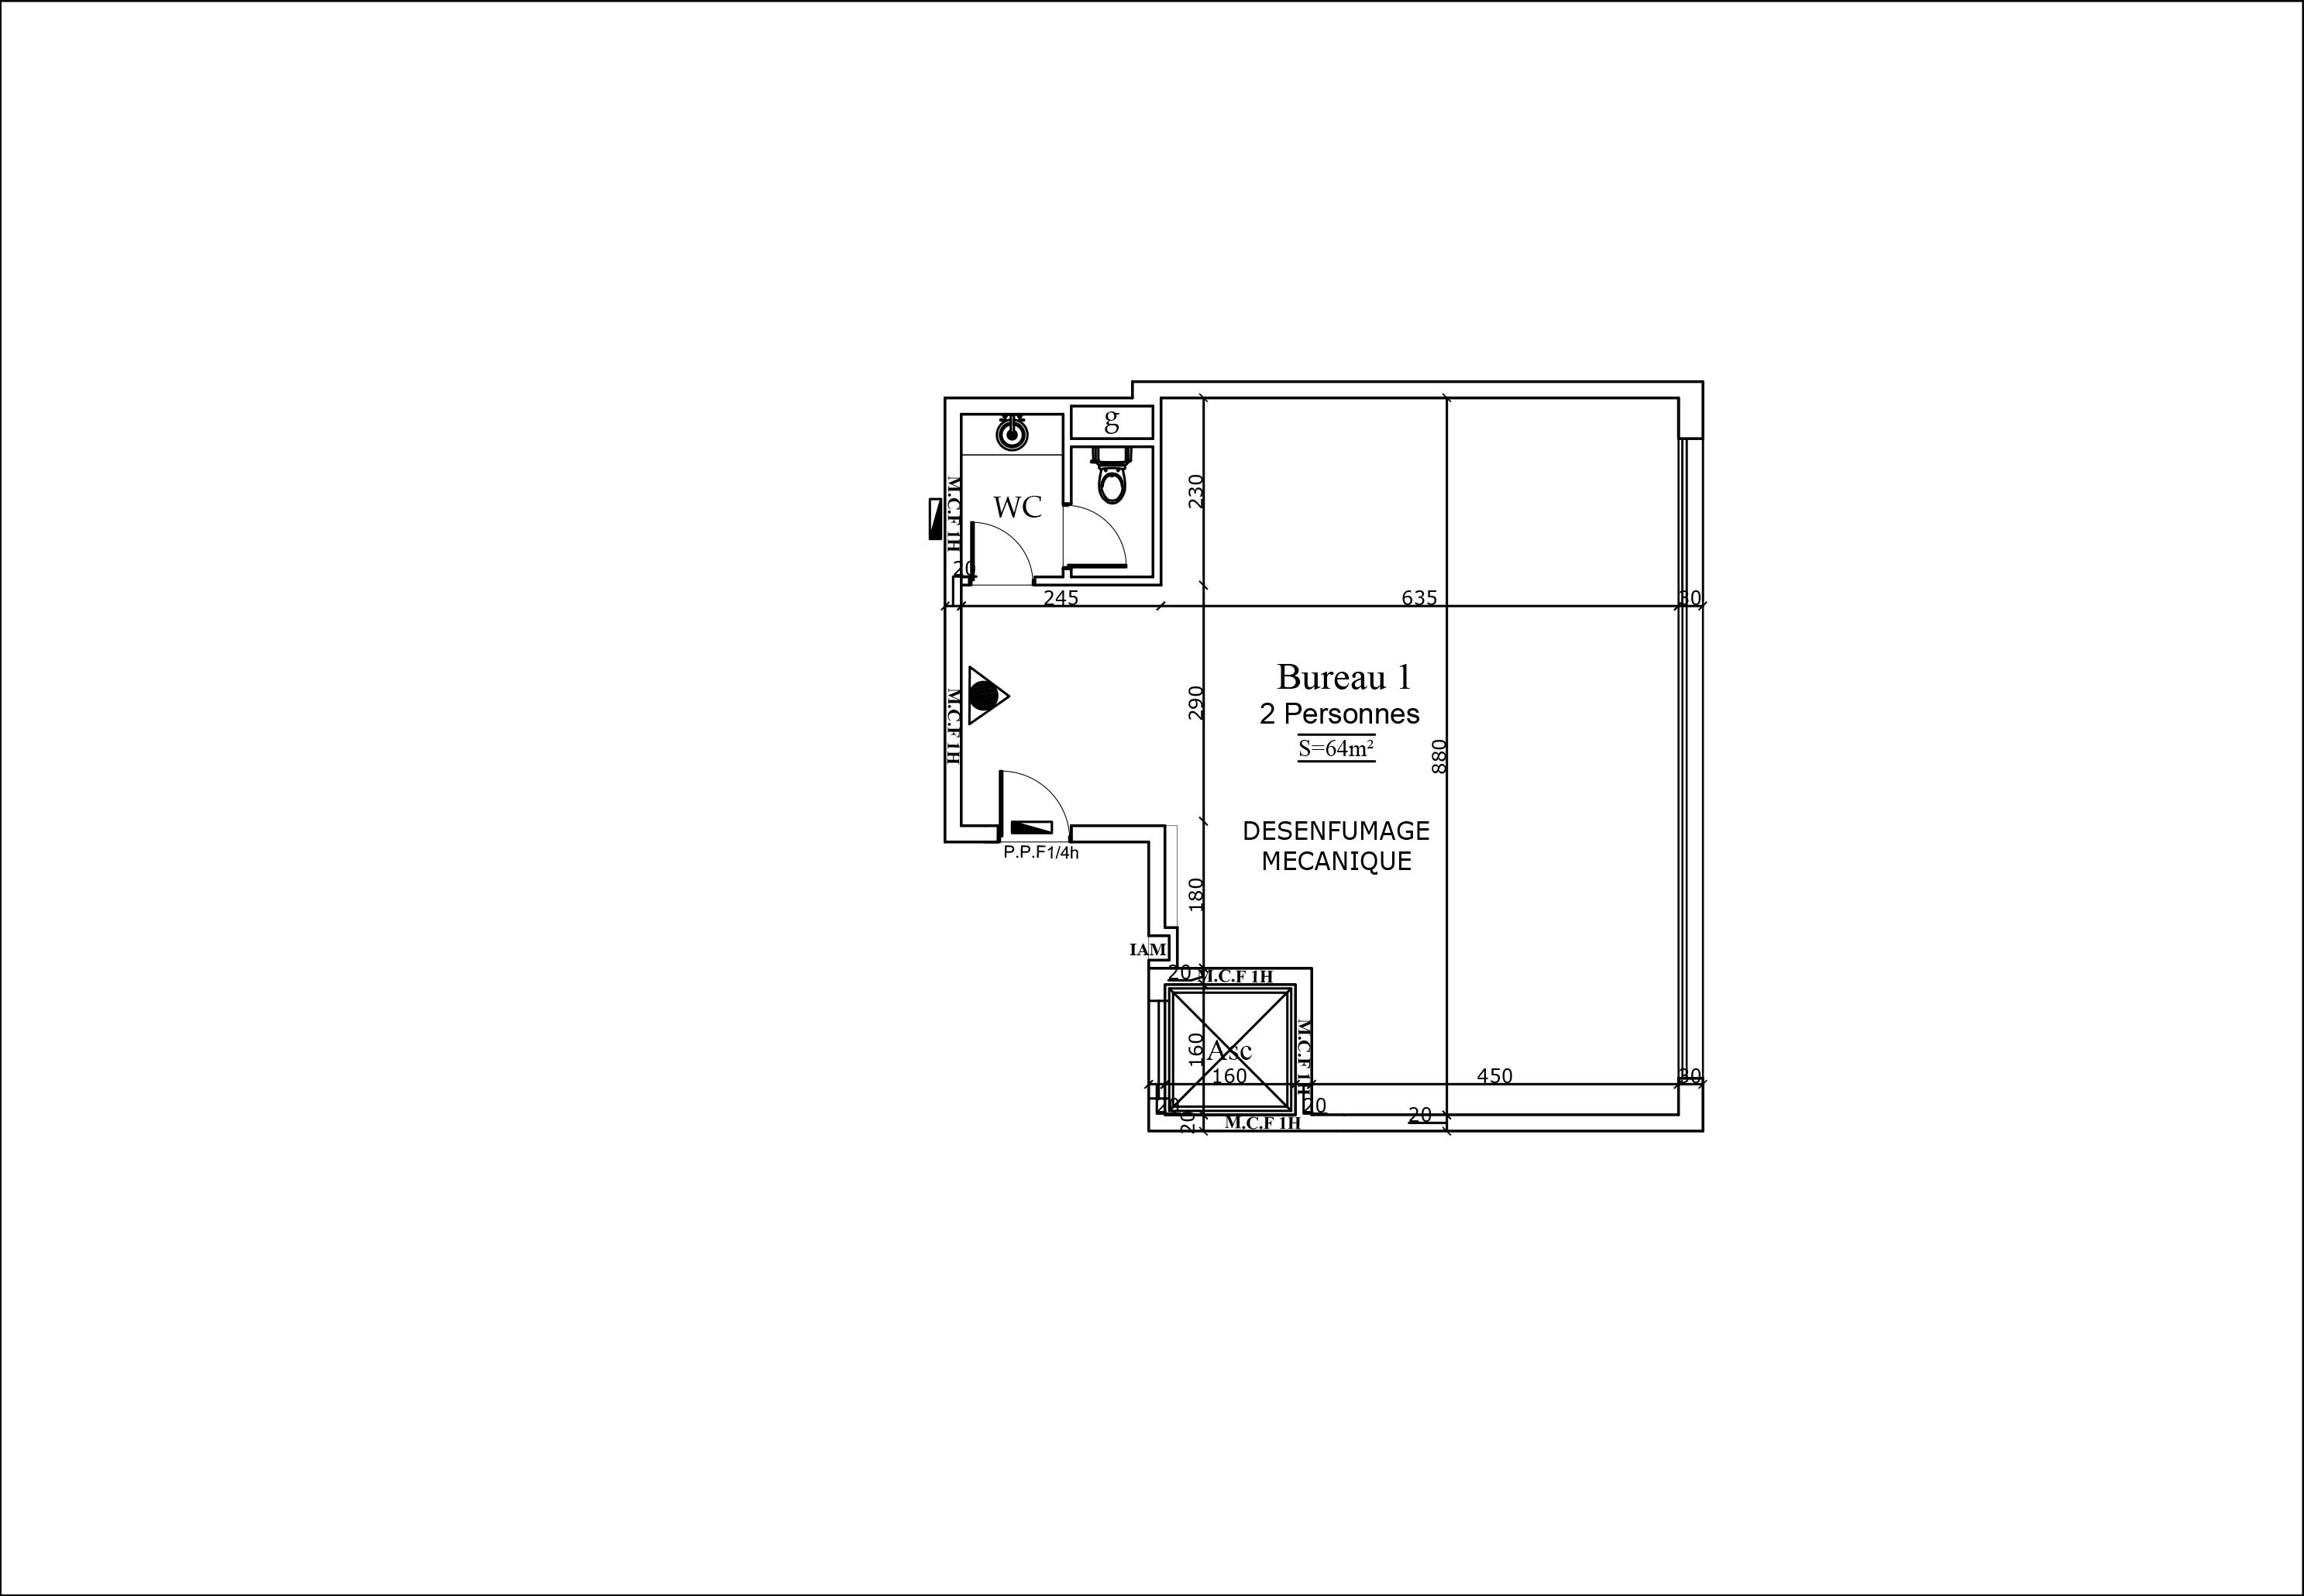 g
WC
M.C.F 1H
230
20
245
635
30
Bureau 1
2 Personnes
S=64m²
M.C.F 1H
290
880
DESENFUMAGE
MECANIQUE
P.P.F1/4h
180
IAM
20
M.C.F 1H
160
Asc
M.C.F 1H
160
450
30
20
20
20
20
M.C.F 1H